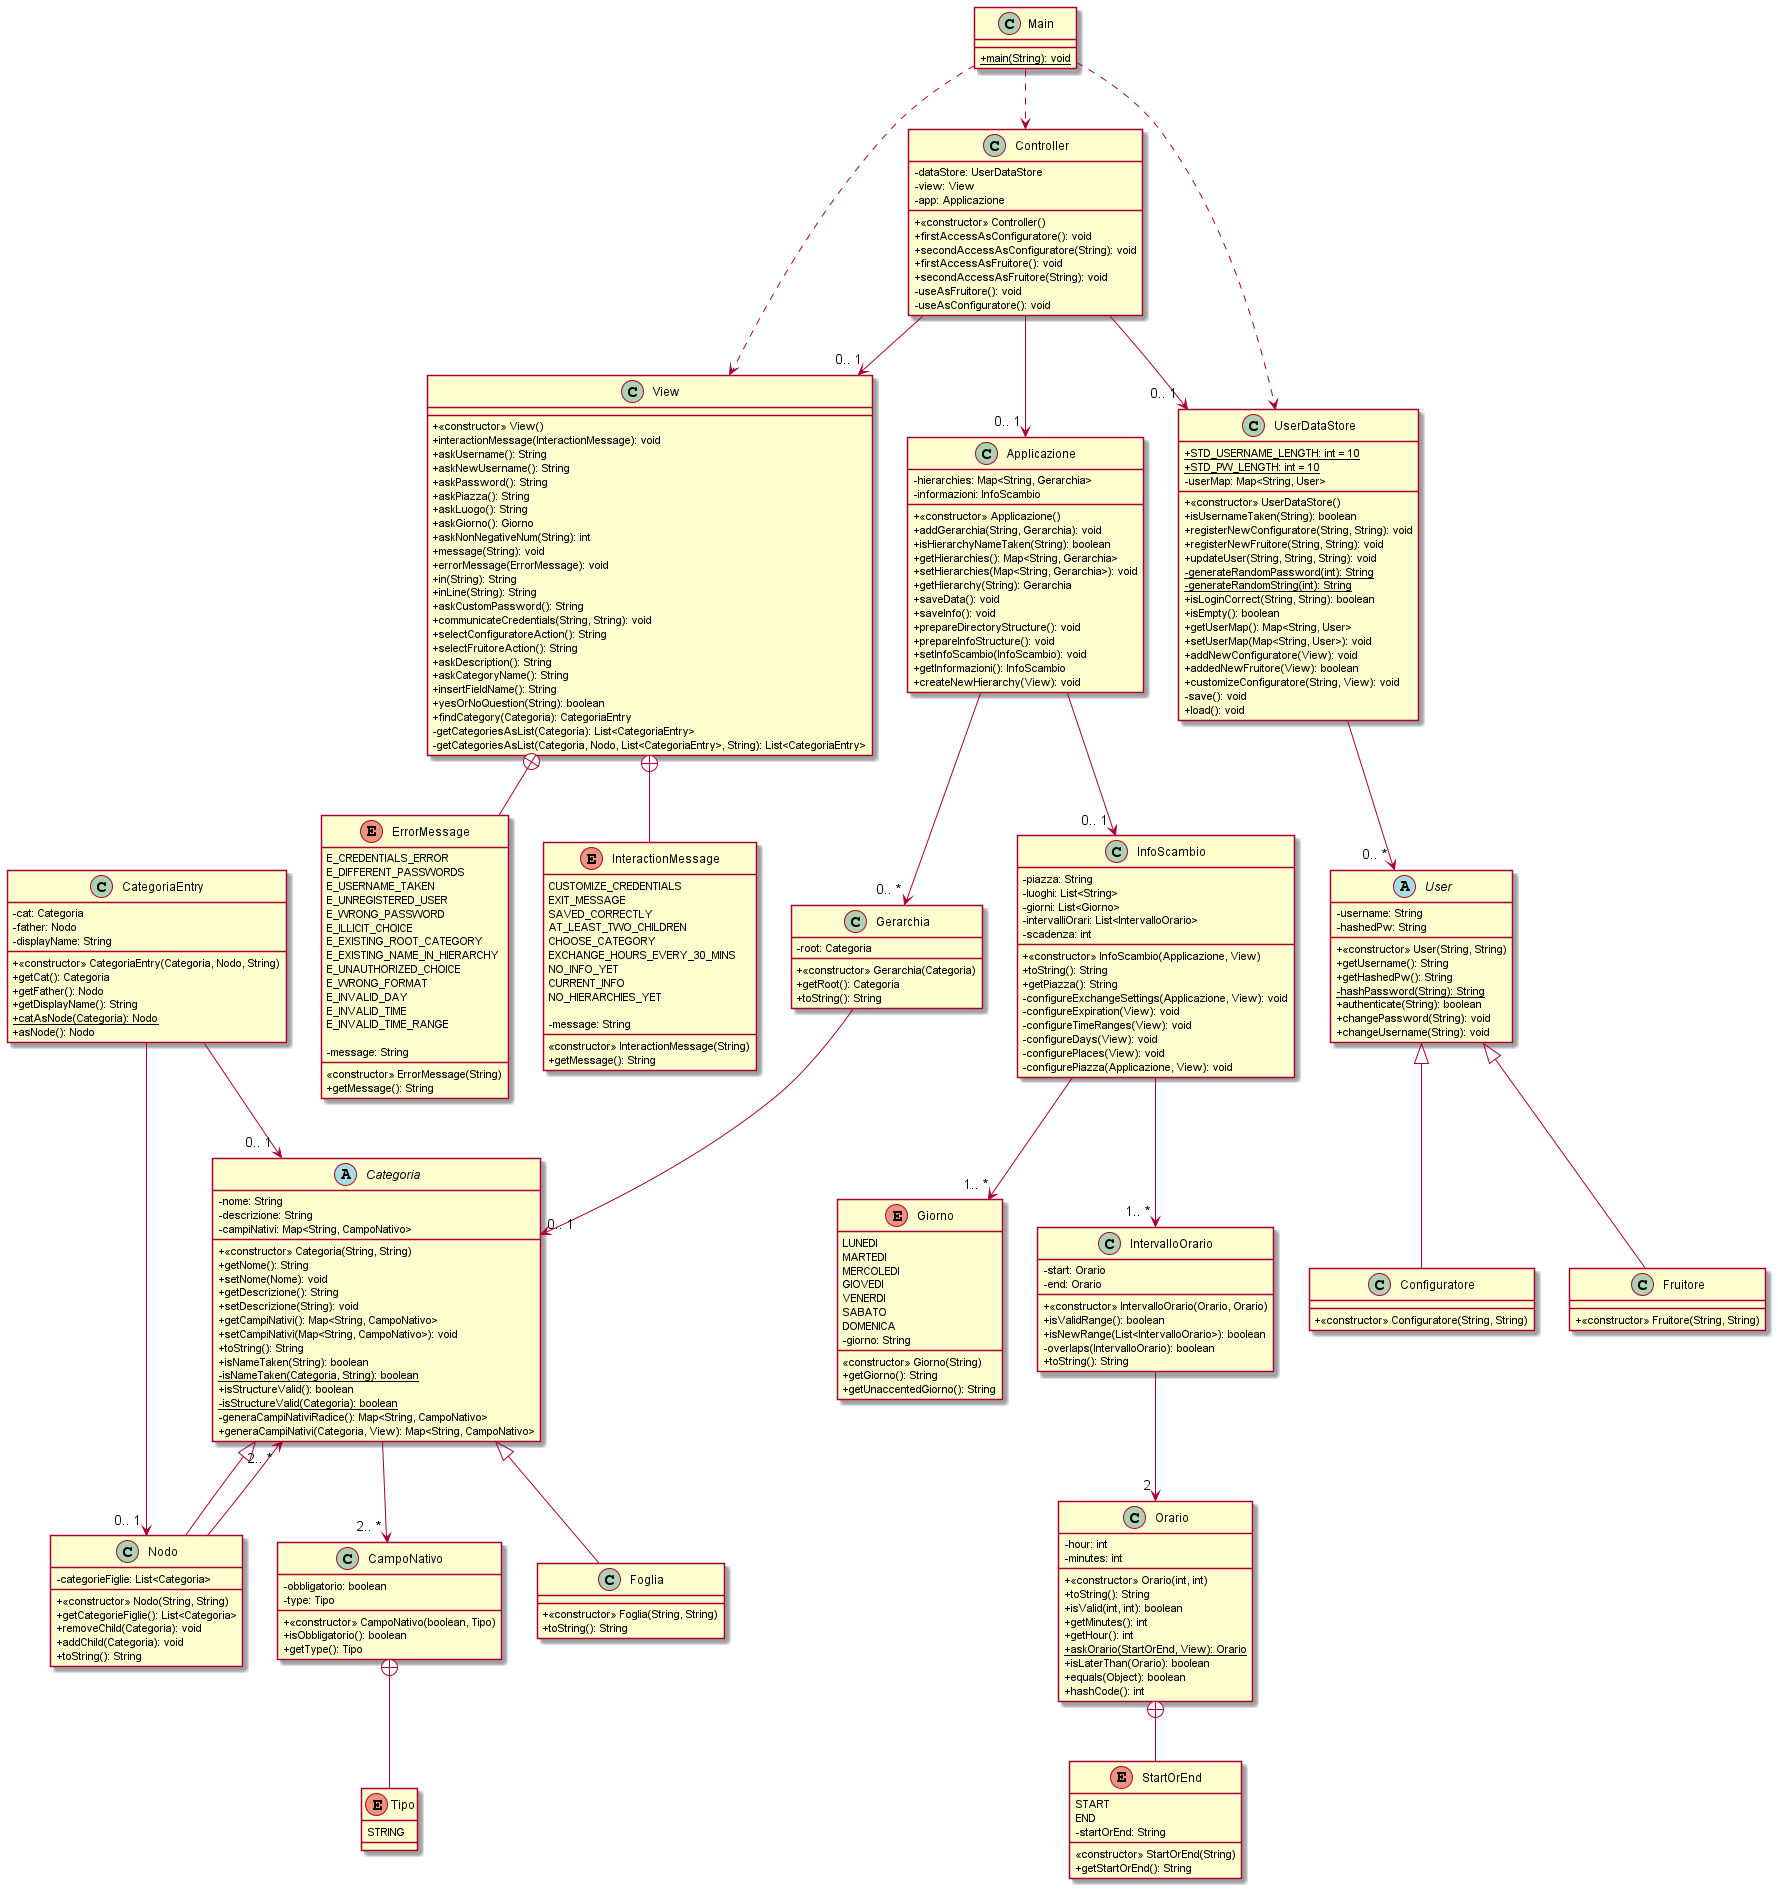 C Main
+main(String): void
C Controller
-dataStore: UserDataStore
-view: View
-app: Applicazione
+«constructor» Controller()
+firstAccessAsConfiguratore(): void
+secondAccessAsConfiguratore(String): void
+firstAccessAsFruitore(): void
+secondAccessAsFruitore(String): void
-useAsFruitore(): void
-useAsConfiguratore(): void
0.. 1
0.. 1
0.. 1
C View
+«constructor» View()
+interactionMessage(InteractionMessage): void
+askUsername(): String
+askNewUsername(): String
+askPassword(): String
+askPiazza(): String
+askLuogo(): String
+askGiorno(): Giorno
+askNonNegativeNum(String): int
+message(String): void
+errorMessage(ErrorMessage): void
+in(String): String
+inLine(String): String
+askCustomPassword(): String
+communicateCredentials(String, String): void
+selectConfiguratoreAction(): String
+selectFruitoreAction(): String
+askDescription(): String
+askCategoryName(): String
+insertFieldName(): String
+yesOrNoQuestion(String): boolean
+findCategory(Categoria): CategoriaEntry
-getCategoriesAsList(Categoria): List<CategoriaEntry>
-getCategoriesAsList(Categoria, Nodo, List<CategoriaEntry>, String): List<CategoriaEntry>
C Applicazione
-hierarchies: Map<String, Gerarchia>
-informazioni: InfoScambio
+«constructor» Applicazione()
+addGerarchia(String, Gerarchia): void
+isHierarchyNameTaken(String): boolean
+getHierarchies(): Map<String, Gerarchia>
+setHierarchies(Map<String, Gerarchia>): void
+getHierarchy(String): Gerarchia
+saveData(): void
+saveInfo(): void
+prepareDirectoryStructure(): void
+prepareInfoStructure(): void
+setInfoScambio(InfoScambio): void
+getInformazioni(): InfoScambio
+createNewHierarchy(View): void
C UserDataStore
+STD_USERNAME_LENGTH: int = 10
+STD_PW_LENGTH: int = 10
-userMap: Map<String, User>
+«constructor» UserDataStore()
+isUsernameTaken(String): boolean
+registerNewConfiguratore(String, String): void
+registerNewFruitore(String, String): void
+updateUser(String, String, String): void
-generateRandomPassword(int): String
-generateRandomString(int): String
+isLoginCorrect(String, String): boolean
+isEmpty(): boolean
+getUserMap(): Map<String, User>
+setUserMap(Map<String, User>): void
+addNewConfiguratore(View): void
+addedNewFruitore(View): boolean
+customizeConfiguratore(String, View): void
-save(): void
+load(): void
0.. *
0.. 1
0.. *
E ErrorMessage
E_CREDENTIALS_ERROR
E_DIFFERENT_PASSWORDS
E_USERNAME_TAKEN
E_UNREGISTERED_USER
E_WRONG_PASSWORD
E_ILLICIT_CHOICE
E_EXISTING_ROOT_CATEGORY
E_EXISTING_NAME_IN_HIERARCHY
E_UNAUTHORIZED_CHOICE
E_WRONG_FORMAT
E_INVALID_DAY
E_INVALID_TIME
E_INVALID_TIME_RANGE
-message: String
«constructor» ErrorMessage(String)
+getMessage(): String
E InteractionMessage
CUSTOMIZE_CREDENTIALS
EXIT_MESSAGE
SAVED_CORRECTLY
AT_LEAST_TWO_CHILDREN
CHOOSE_CATEGORY
EXCHANGE_HOURS_EVERY_30_MINS
NO_INFO_YET
CURRENT_INFO
NO_HIERARCHIES_YET
-message: String
«constructor» InteractionMessage(String)
+getMessage(): String
C CategoriaEntry
-cat: Categoria
-father: Nodo
-displayName: String
+«constructor» CategoriaEntry(Categoria, Nodo, String)
+getCat(): Categoria
+getFather(): Nodo
+getDisplayName(): String
+catAsNode(Categoria): Nodo
+asNode(): Nodo
C Gerarchia
-root: Categoria
+«constructor» Gerarchia(Categoria)
+getRoot(): Categoria
+toString(): String
C InfoScambio
-piazza: String
-luoghi: List<String>
-giorni: List<Giorno>
-intervalliOrari: List<IntervalloOrario>
-scadenza: int
+«constructor» InfoScambio(Applicazione, View)
+toString(): String
+getPiazza(): String
-configureExchangeSettings(Applicazione, View): void
-configureExpiration(View): void
-configureTimeRanges(View): void
-configureDays(View): void
-configurePlaces(View): void
-configurePiazza(Applicazione, View): void
A User
-username: String
-hashedPw: String
+«constructor» User(String, String)
+getUsername(): String
+getHashedPw(): String
-hashPassword(String): String
+authenticate(String): boolean
+changePassword(String): void
+changeUsername(String): void
0.. 1
0.. 1
1.. *
1.. *
A Categoria
-nome: String
-descrizione: String
-campiNativi: Map<String, CampoNativo>
+«constructor» Categoria(String, String)
+getNome(): String
+setNome(Nome): void
+getDescrizione(): String
+setDescrizione(String): void
+getCampiNativi(): Map<String, CampoNativo>
+setCampiNativi(Map<String, CampoNativo>): void
+toString(): String
+isNameTaken(String): boolean
-isNameTaken(Categoria, String): boolean
+isStructureValid(): boolean
-isStructureValid(Categoria): boolean
-generaCampiNativiRadice(): Map<String, CampoNativo>
+generaCampiNativi(Categoria, View): Map<String, CampoNativo>
E Giorno
LUNEDI
MARTEDI
MERCOLEDI
GIOVEDI
VENERDI
SABATO
DOMENICA
-giorno: String
«constructor» Giorno(String)
+getGiorno(): String
+getUnaccentedGiorno(): String
C IntervalloOrario
-start: Orario
-end: Orario
+«constructor» IntervalloOrario(Orario, Orario)
+isValidRange(): boolean
+isNewRange(List<IntervalloOrario>): boolean
-overlaps(IntervalloOrario): boolean
+toString(): String
C Configuratore
+«constructor» Configuratore(String, String)
C Fruitore
+«constructor» Fruitore(String, String)
2.. *
0.. 1
2.. *
2
C Nodo
-categorieFiglie: List<Categoria>
+«constructor» Nodo(String, String)
+getCategorieFiglie(): List<Categoria>
+removeChild(Categoria): void
+addChild(Categoria): void
+toString(): String
C CampoNativo
-obbligatorio: boolean
-type: Tipo
+«constructor» CampoNativo(boolean, Tipo)
+isObbligatorio(): boolean
+getType(): Tipo
C Foglia
+«constructor» Foglia(String, String)
+toString(): String
C Orario
-hour: int
-minutes: int
+«constructor» Orario(int, int)
+toString(): String
+isValid(int, int): boolean
+getMinutes(): int
+getHour(): int
+askOrario(StartOrEnd, View): Orario
+isLaterThan(Orario): boolean
+equals(Object): boolean
+hashCode(): int
E Tipo
STRING
E StartOrEnd
START
END
-startOrEnd: String
«constructor» StartOrEnd(String)
+getStartOrEnd(): String